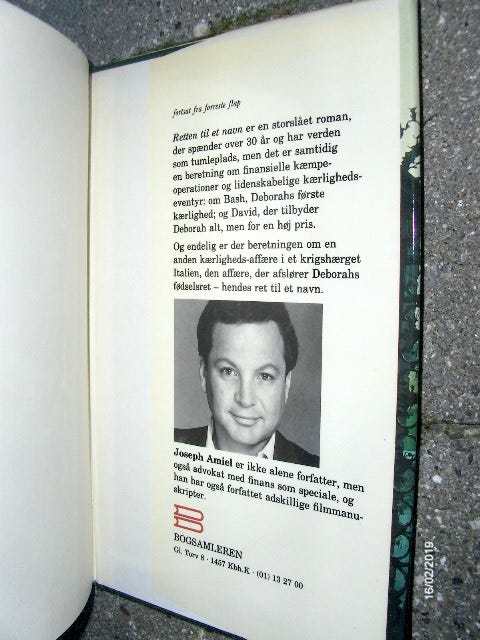 fortsat fra forreste flap
Retten til et navn er en storslået roman,
der spænder over 30 år og har verden
som tumleplads, men det er samtidig
en beretning om finansielle kæmpe-
operationer og lidenskabelige kærligheds-
eventyr: om Bash, Deborahs første
kærlighed; og David, der tilbyder
Deborah alt, men for en høj pris.
Og endelig er der beretningen om en
anden kærligheds-affære i et krigshærget
Italien, den affære, der afslører Deborahs
fødselsret – hendes ret til et navn.
Joseph Amiel er ikke alene forfatter, men
også advokat med finans som speciale, og
han har også forfattet adskillige filmmanu-
skripter.
BOGSAMLEREN
Gl. Torv 8 · 1457 Kbh.K · (01) 13 27 00
16/02/2019